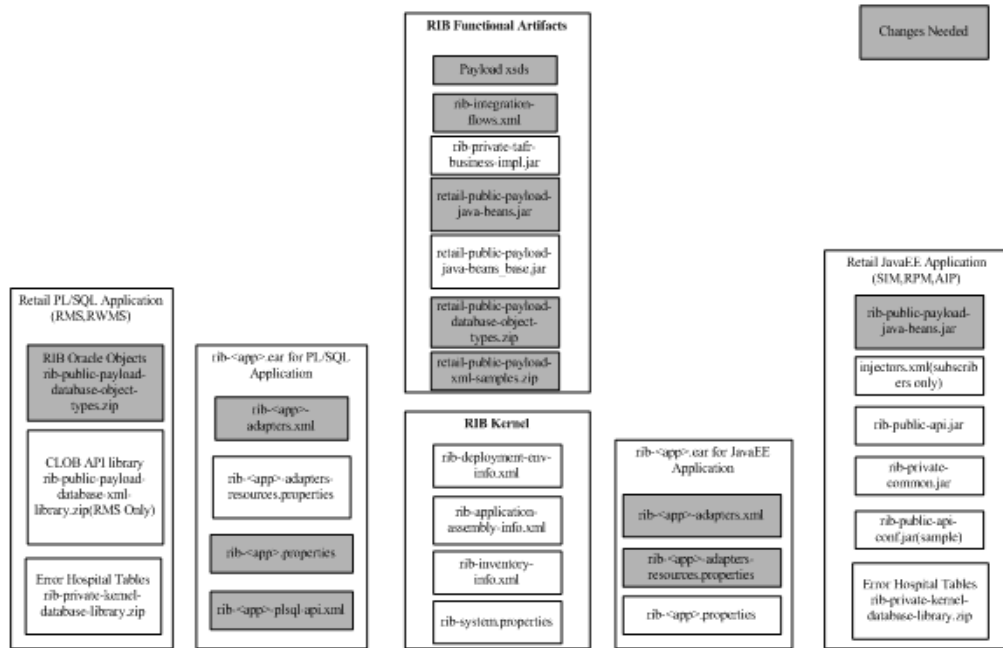 RIB Functional Artifacts
Payload xsds
rib-integration-
flows.xml
rib-private-tafr-
business-impl.jar
retail-public-payload-
java-beans.jar
retail-public-payload-
java-beans_base.jar
retail-public-payload-
database-object-
types.zip
retail-public-payload-
xml-samples.zip
Changes Needed
Retail PL/SQL Application
(RMS,RWMS)
RIB Oracle Objects
rib-public-payload-
database-object-
types.zip
CLOB API library
rib-public-payload-
database-xml-
library.zip(RMS Only)
Error Hospital Tables
rib-private-kernel-
database-library.zip
rib-<app>.ear for PL/SQL
Application
rib-<app>-
adapters.xml
rib-<app>-adapters-
resources.properties
rib-<app>.properties
rib-<app>-plsql-api.xml
RIB Kernel
rib-deployment-env-
info.xml
rib-application-
assembly-info.xml
rib-inventory-
info.xml
rib-system.properties
rib-<app>.ear for JavaEE
Application
rib-<app>-adapters.xml
rib-<app>-adapters-
resources.properties
rib-<app>.properties
Retail JavaEE Application
(SIM,RPM,AIP)
rib-public-payload-
java-beans.jar
injectors.xml(subscri
bers only)
rib-public-api.jar
rib-private-
common.jar
rib-public-api-
conf.jar(sample)
Error Hospital Tables
rib-private-kernel-
database-library.zip